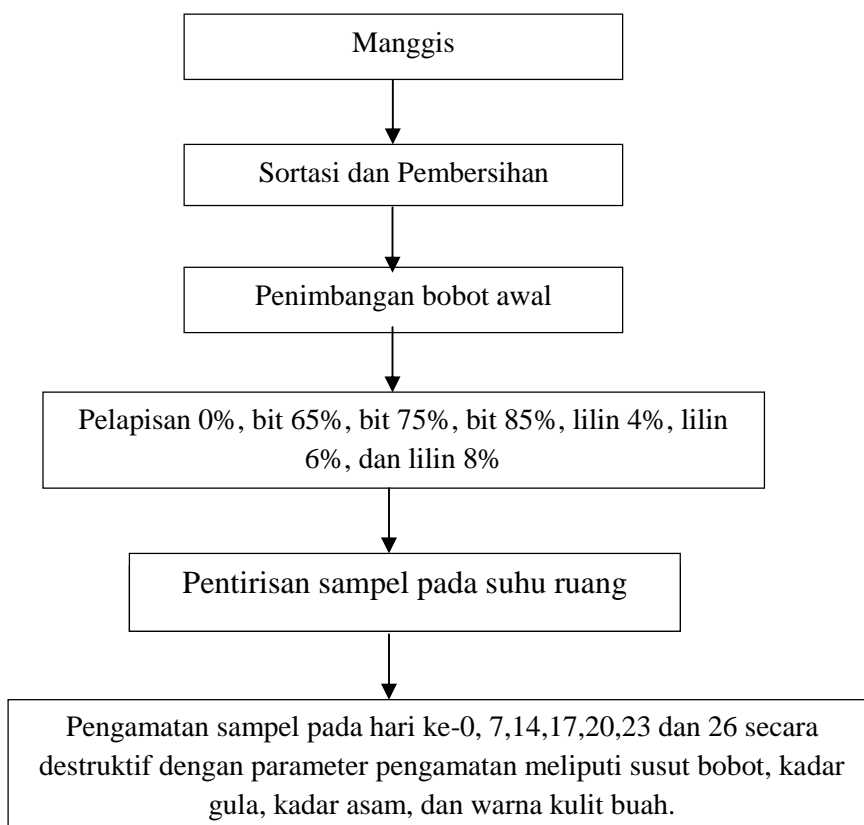 Manggis
Sortasi dan Pembersihan
Penimbangan bobot awal
Pelapisan 0%, bit 65%, bit 75%, bit 85%, lilin 4%, lilin
6%, dan lilin 8%
Pentirisan sampel pada suhu ruang
Pengamatan sampel pada hari ke-0, 7,14,17,20,23 dan 26 secara
destruktif dengan parameter pengamatan meliputi susut bobot, kadar
gula, kadar asam, dan warna kulit buah.